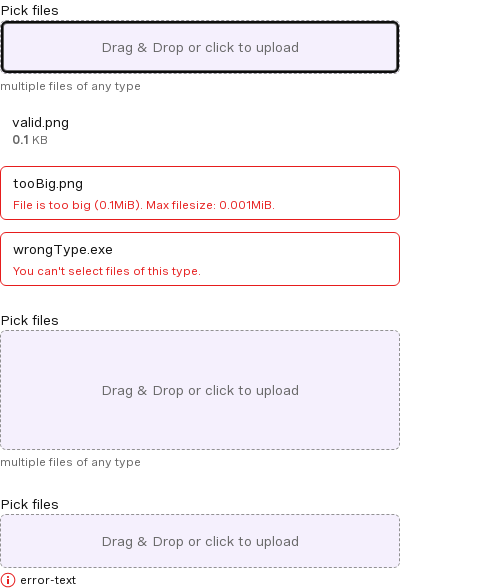 Pick files
Drag & Drop or click to upload
multiple files of any type
valid.png
0.1 KB
tooBig.png
File is too big (0.1MiB). Max filesize: 0.001MiB.
wrongType.exe
You can't select files of this type.
Pick files
Drag & Drop or click to upload
multiple files of any type
Pick files
Drag & Drop or click to upload
error-text